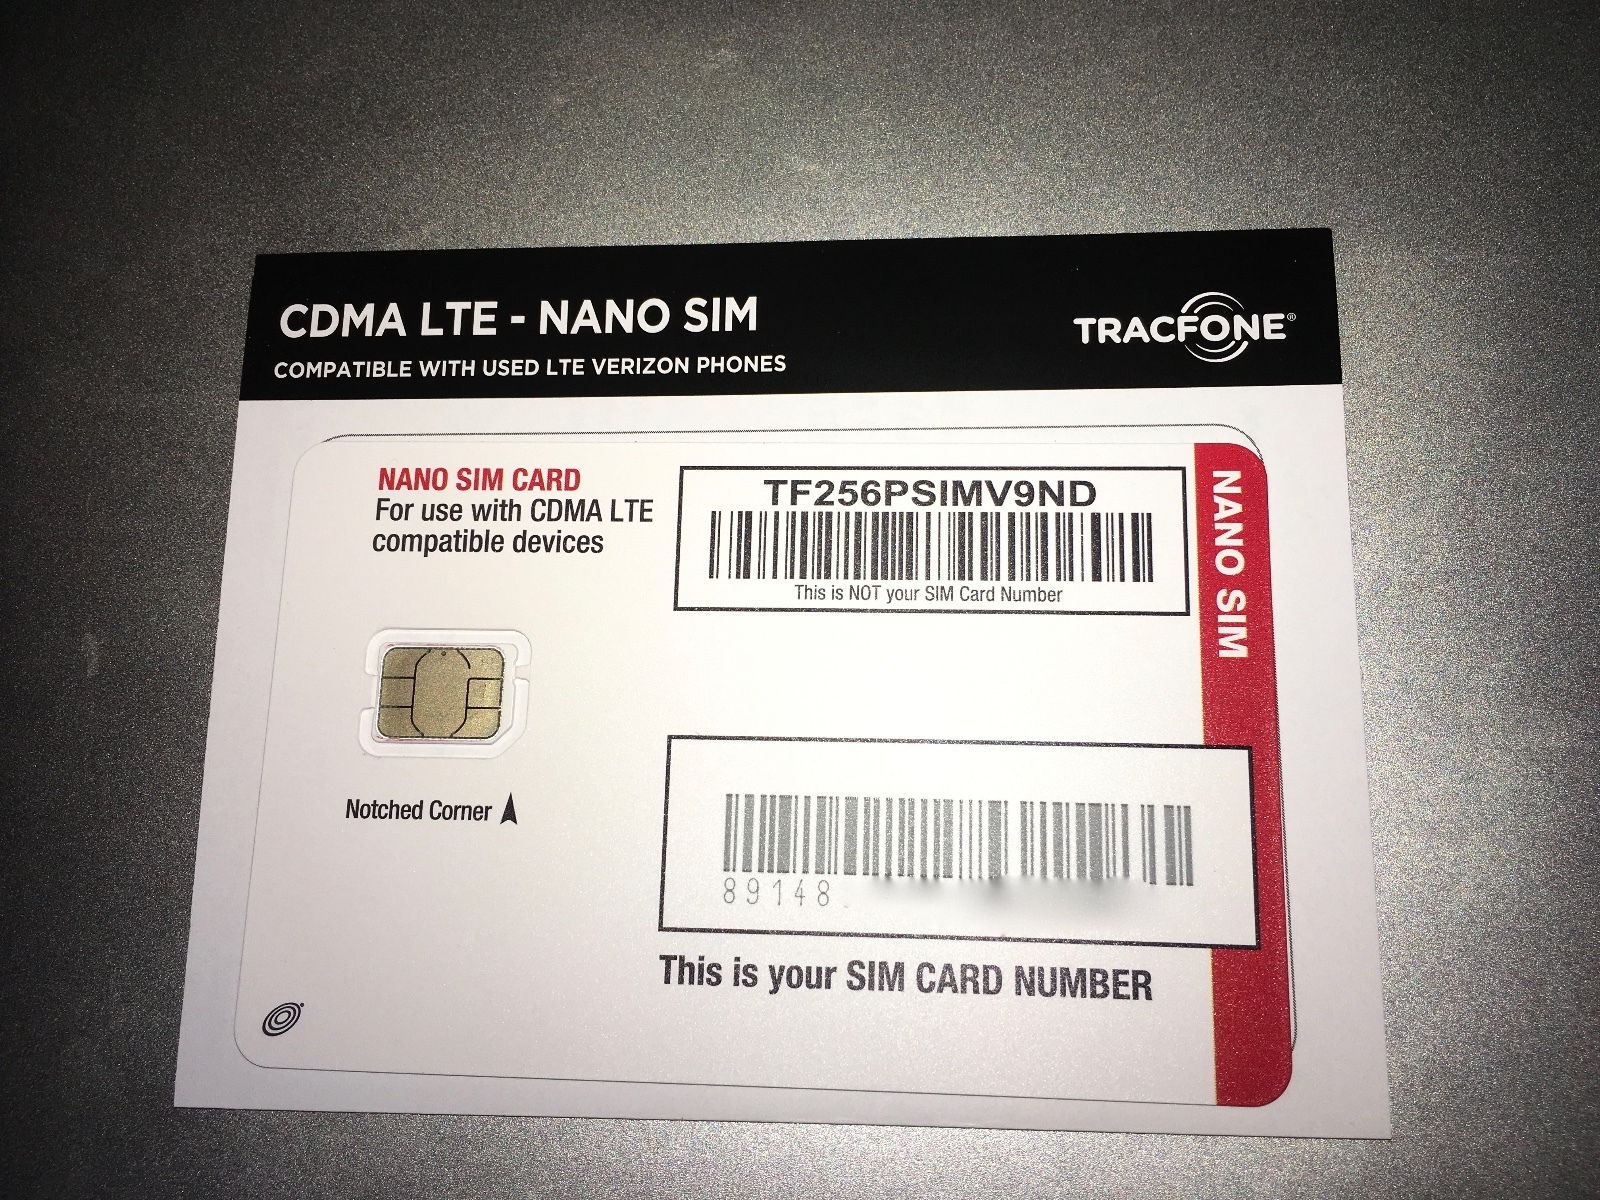 CDMA LTE - NANO SIM
COMPATIBLE WITH USED LTE VERIZON PHONES
TRACFONE®
NANO SIM CARD
For use with CDMA LTE
compatible devices
TF256PSIMV9ND
This is NOT your SIM Card Number
NANO SIM
Notched Corner
89148
This is your SIM CARD NUMBER